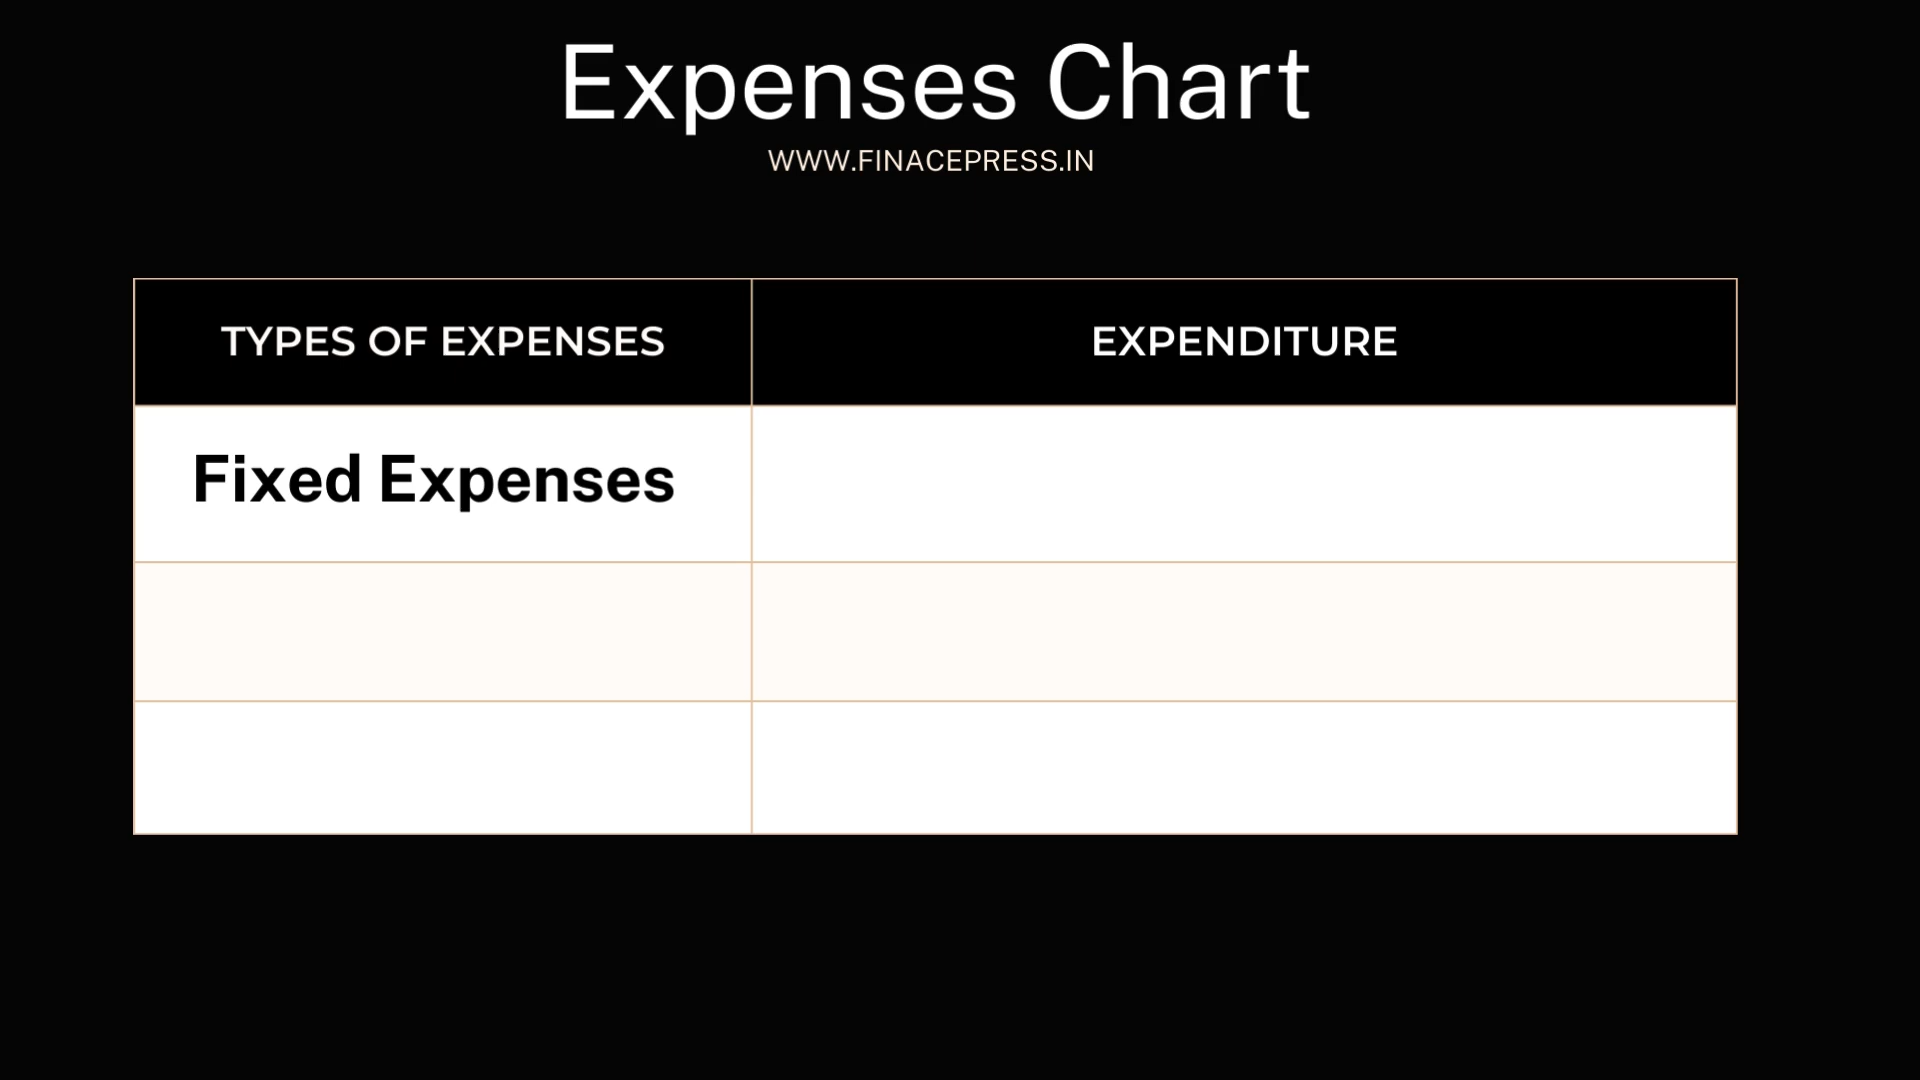 Expenses Chart
WWW.FINACEPRESS.IN
TYPES OF EXPENSES
EXPENDITURE
Fixed Expenses